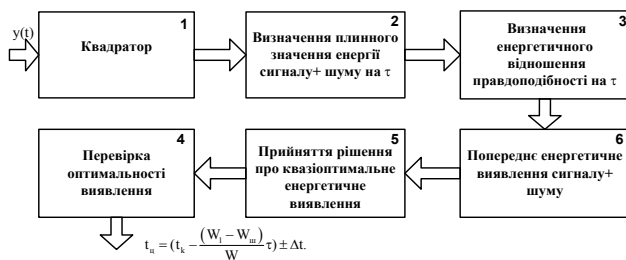 1
y(t)
Квадратор
2
Визначення плинного
значення енергії
сигналу+ шуму на τ
3
Визначення
енергетичного
відношення
правдоподібності на τ
4
Перевірка
оптимальності
виявлення
5
Прийняття рішення
про квазіоптимальне
енергетичне
виявлення
6
Попереднє енергетичне
виявлення сигналу+
шуму
t_ц = (t_k - (W_1 - W_ш)/W τ) ± Δt.